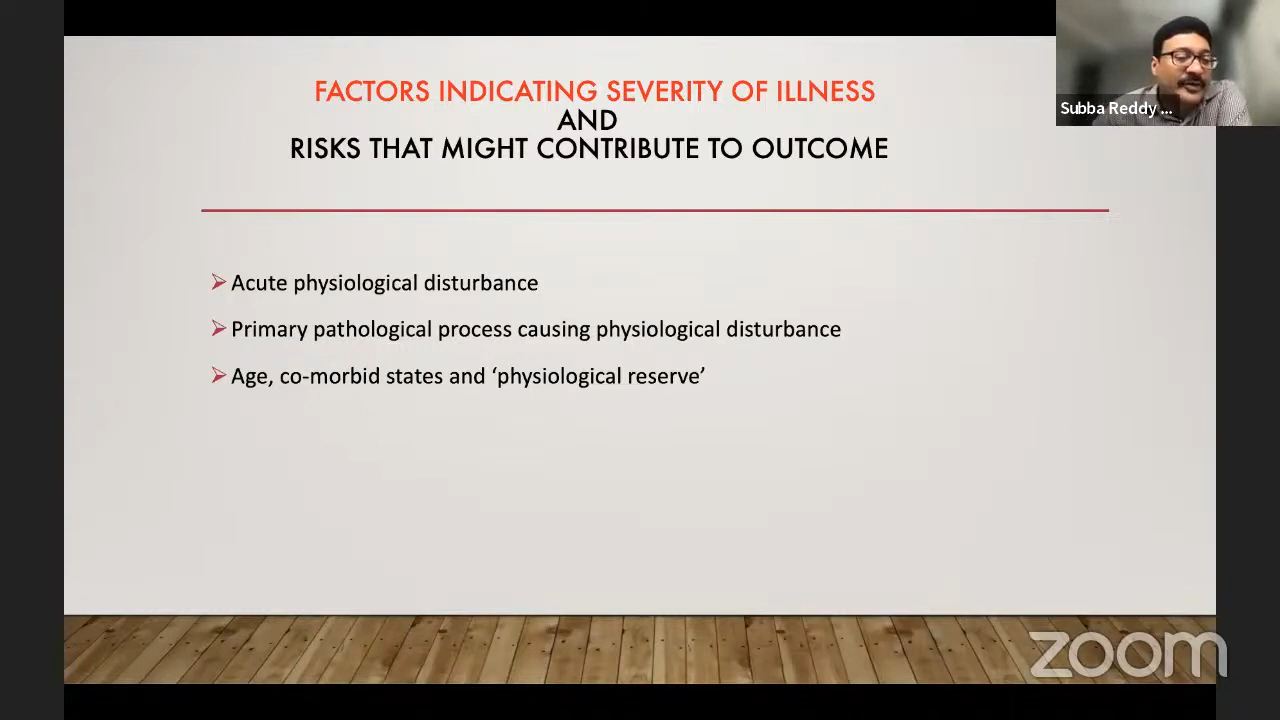 FACTORS INDICATING SEVERITY OF ILLNESS
AND
RISKS THAT MIGHT CONTRIBUTE TO OUTCOME
Acute physiological disturbance
Primary pathological process causing physiological disturbance
Age, co-morbid states and ‘physiological reserve’
Subba Reddy ...
zoom